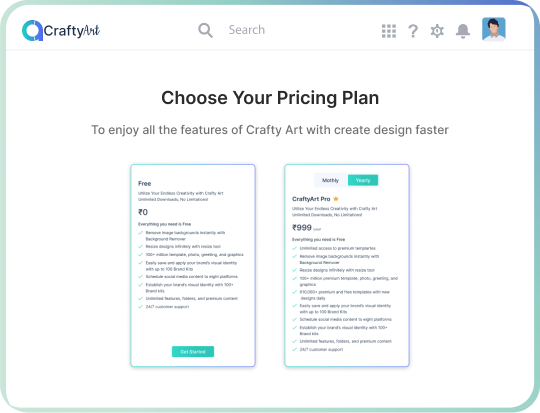 CraftyArt
Search
Choose Your Pricing Plan
To enjoy all the features of Crafty Art with create design faster
Free
Utilize Your Endless Creativity with Crafty Art
Unlimited Downloads, No Limitations!
₹0
Everything you need is Free
Remove image backgrounds instantly with
Background Remover
Resize designs infinitely with resize tool
100+ million template, photo, greeting, and graphics
Easily save and apply your brand's visual identity
with up to 100 Brand Kits
Schedule social media content to eight platforms
Establish your brand's visual identity with 100+
Brand kits
Unlimited features, folders, and premium content
24/7 customer support
Get Started
Mothly
Yearly
CraftyArt Pro
Utilize Your Endless Creativity with Crafty Art
Unlimited Downloads, No Limitations!
₹999
Everything you need is Free
Unlimited access to premium templates
Remove image backgrounds instantly with
Background Remover
Resize designs infinitely with resize tool
100+ million premium template, photo, greeting, and
graphics
610,000+ premium and free templates with new
designs daily
Easily save and apply your brand's visual identity
with up to 100 Brand Kits
Schedule social media content to eight platforms
Establish your brand's visual identity with 100+
Brand kits
Unlimited features, folders, and premium content
24/7 customer support